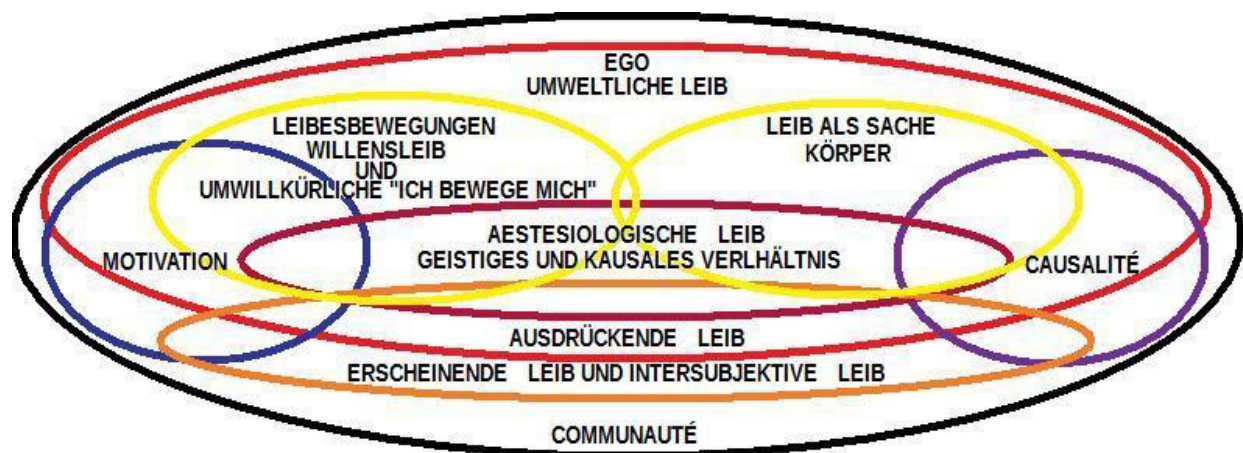 EGO
UMWELTLICHE LEIB
LEIBESBEWEGUNGEN
WILLENSLEIB
UND
UMWILLKÜRLICHE "ICH BEWEGE MICH"
LEIB ALS SACHE
KÖRPER
MOTIVATION
AESTESIOLOGISCHE LEIB
GEISTIGES UND KAUSALES VERLHÄLTNIS
CAUSALITÉ
AUSDRÜCKENDE LEIB
ERSCHEINENDE LEIB UND INTERSUBJEKTIVE LEIB
COMMUNAUTÉ